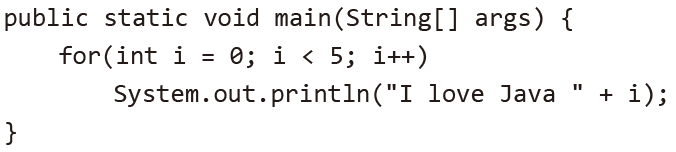 public static void main(String[] args) {
    for(int i = 0; i < 5; i++)
        System.out.println("I love Java " + i);
}